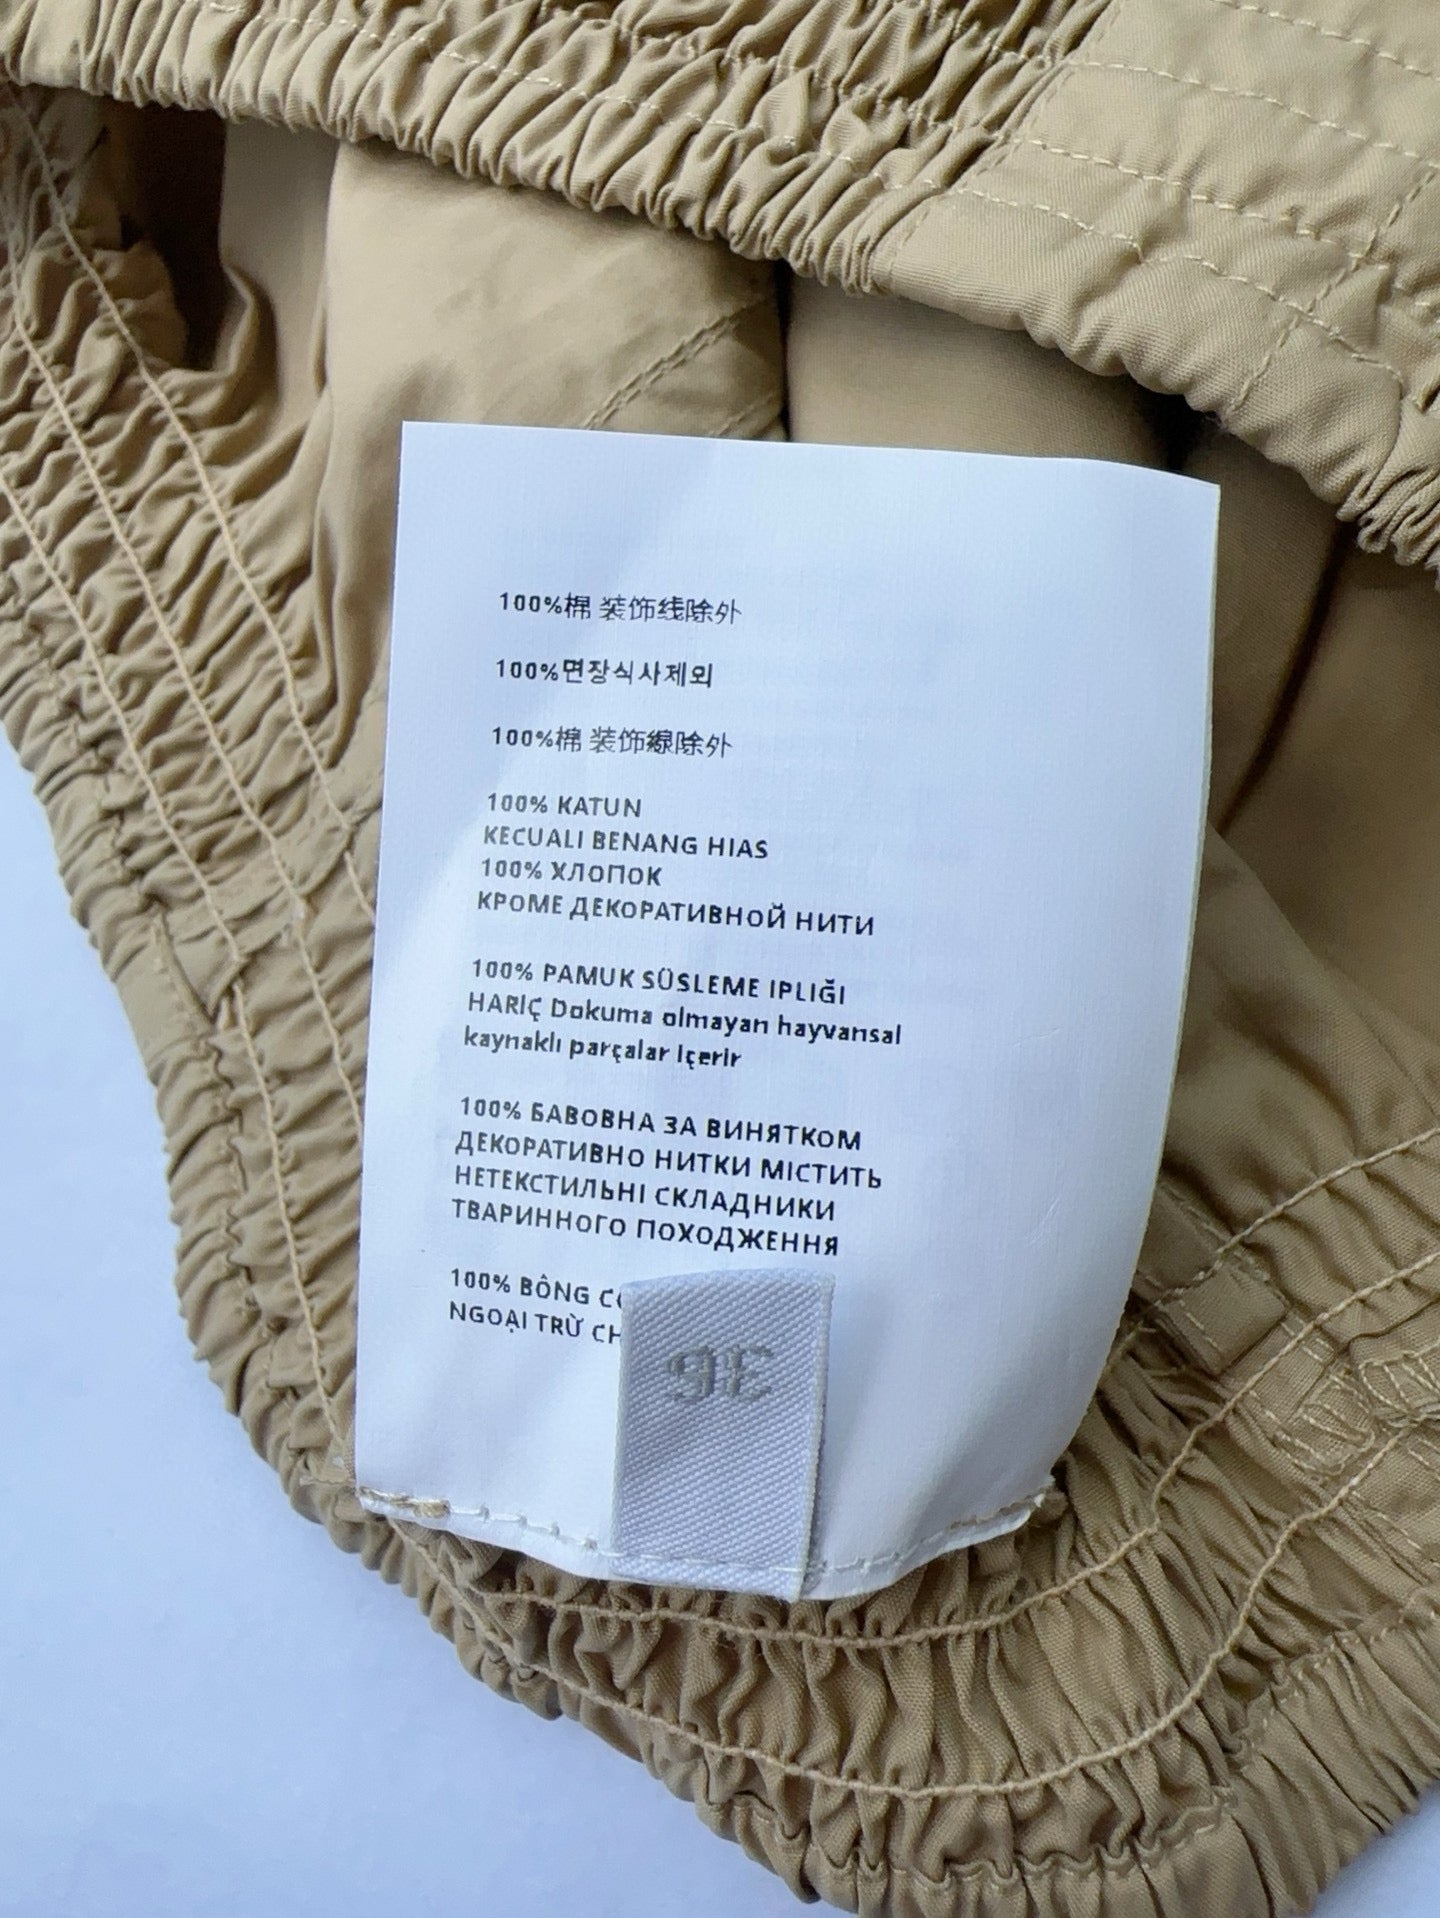 100%棉 装饰线除外
100%면장식사제외
100%棉 装饰線除外
100% KATUN
KECUALI BENANG HIAS
100% ХЛОПОК
КРОМЕ ДЕКОРАТИВНОЙ НИТИ
100% PAMUK SÜSLEME IPLIĞI
HARIÇ Dokuma olmayan hayvansal
kaynaklı parçalar Içerir
100% БАВОВНА ЗА ВИНЯТКОМ
ДЕКОРАТИВНО НИТКИ МІСТИТЬ
НЕТЕКСТИЛЬНІ СКЛАДНИКИ
ТВАРИННОГО ПОХОДЖЕННЯ
100% BÔNG
NGOẠI TRỪ
36